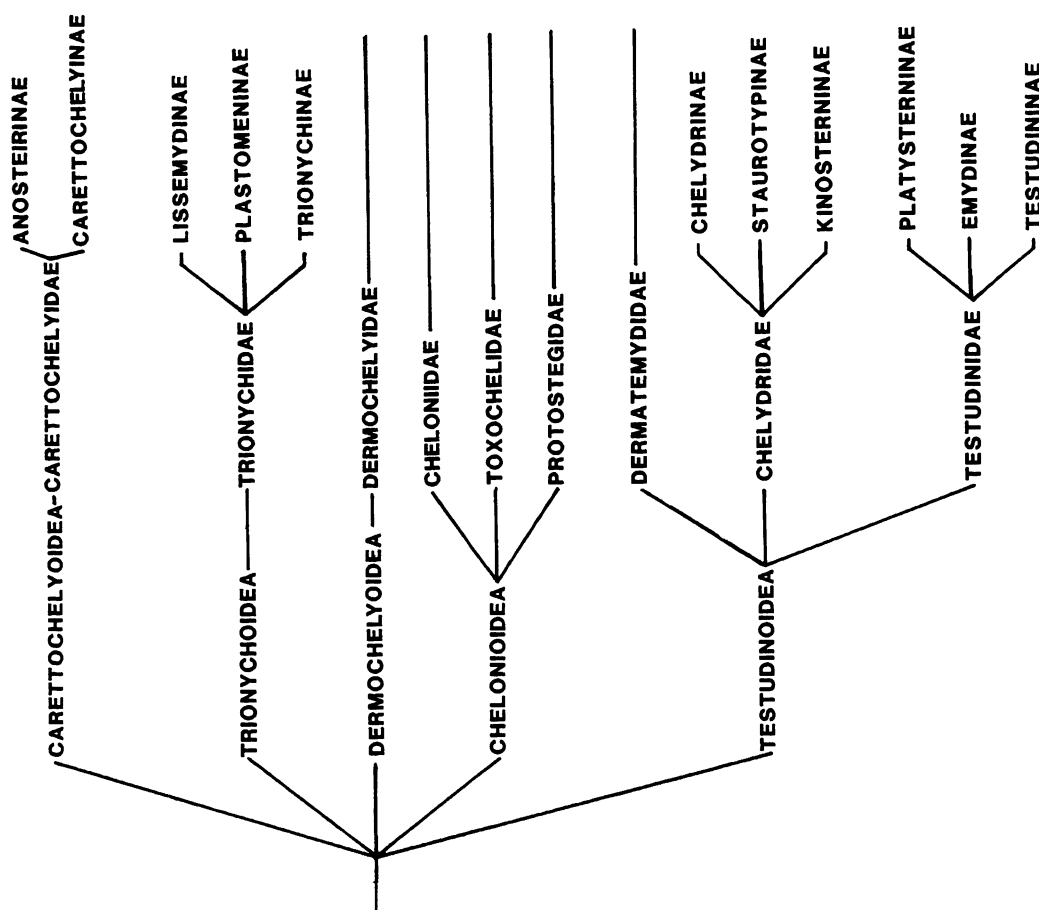 ANOSTEIRINAE
CARETTOCHELYINAE
LISSEMYDINAE
PLASTOMENINAE
TRIONYCHINAE
CHELYDRINAE
STAUROTYPINAE
KINOSTERNINAE
PLATYSTERNINAE
EMYDINAE
TESTUDININAE
CARETTOCHELYOIDEA-CARETTOCHELYIDAE
TRIONYCHIDAE
DERMOCHELYIDAE
CHELONIIDAE
TOXOCHELIDAE
PROTOSTEGIDAE
DERMATEMYDIDAE
CHELYDRIDAE
TESTUDINIDAE
TRIONYCHOIDEA
DERMOCHELYOIDEA
CHELONIOIDEA
TESTUDINOIDEA